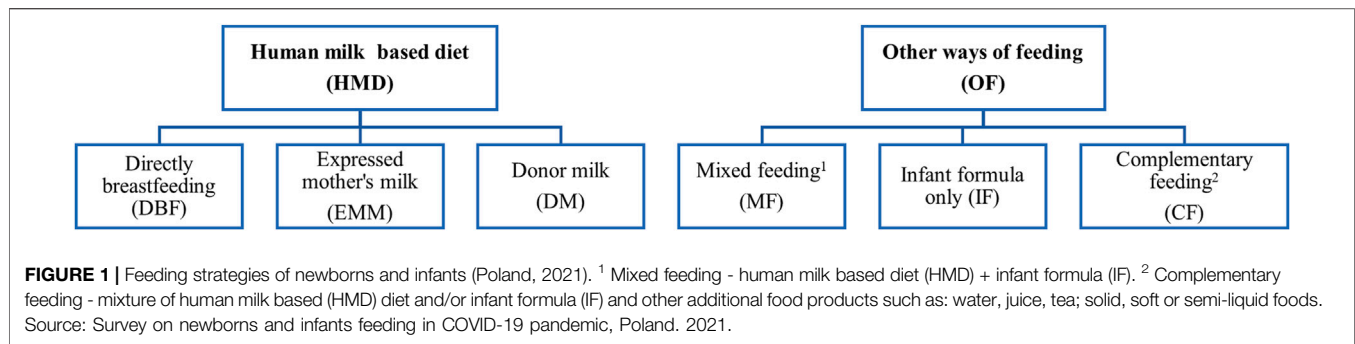 Human milk based diet
(HMD)
Other ways of feeding
(OF)
Directly
breastfeeding
(DBF)
Expressed
mother's milk
(EMM)
Donor milk
(DM)
Mixed feeding¹
(MF)
Infant formula
only (IF)
Complementary
feeding²
(CF)
FIGURE 1 | Feeding strategies of newborns and infants (Poland, 2021). ¹ Mixed feeding - human milk based diet (HMD) + infant formula (IF). ² Complementary
feeding - mixture of human milk based (HMD) diet and/or infant formula (IF) and other additional food products such as: water, juice, tea; solid, soft or semi-liquid foods.
Source: Survey on newborns and infants feeding in COVID-19 pandemic, Poland. 2021.